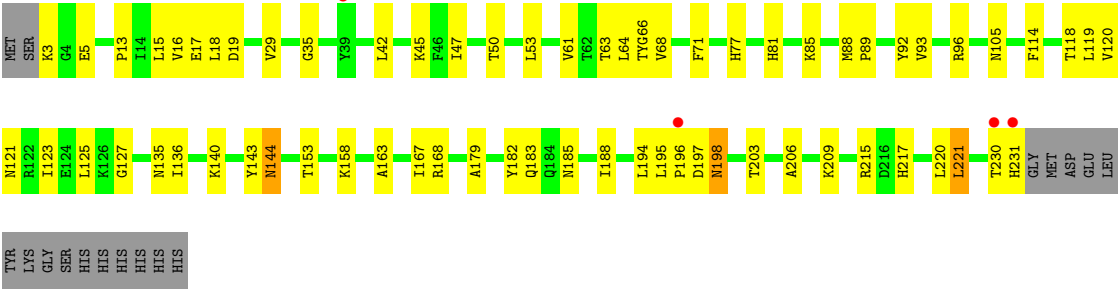 MET SER K3 G4 E5 P13 I14 L15 V16 E17 L18 D19 V29 G35 Y39 L42 K45 F46 I47 T50 L53 V61 T62 T63 L64 TYG66 V68 F71 H77 H81 K85 M88 P89 Y92 V93 R96 N105 F114 T118 L119 V120
N121 R122 I123 E124 L125 K126 G127 N135 I136 K140 Y143 N144 T153 K158 A163 I167 R168 A179 Y182 Q183 Q184 N185 I188 L194 L195 P196 D197 N198 T203 A206 K209 R215 D216 H217 L220 L221 T230 H231 GLY MET ASP GLU LEU
TYR LYS GLY SER HIS HIS HIS HIS HIS HIS